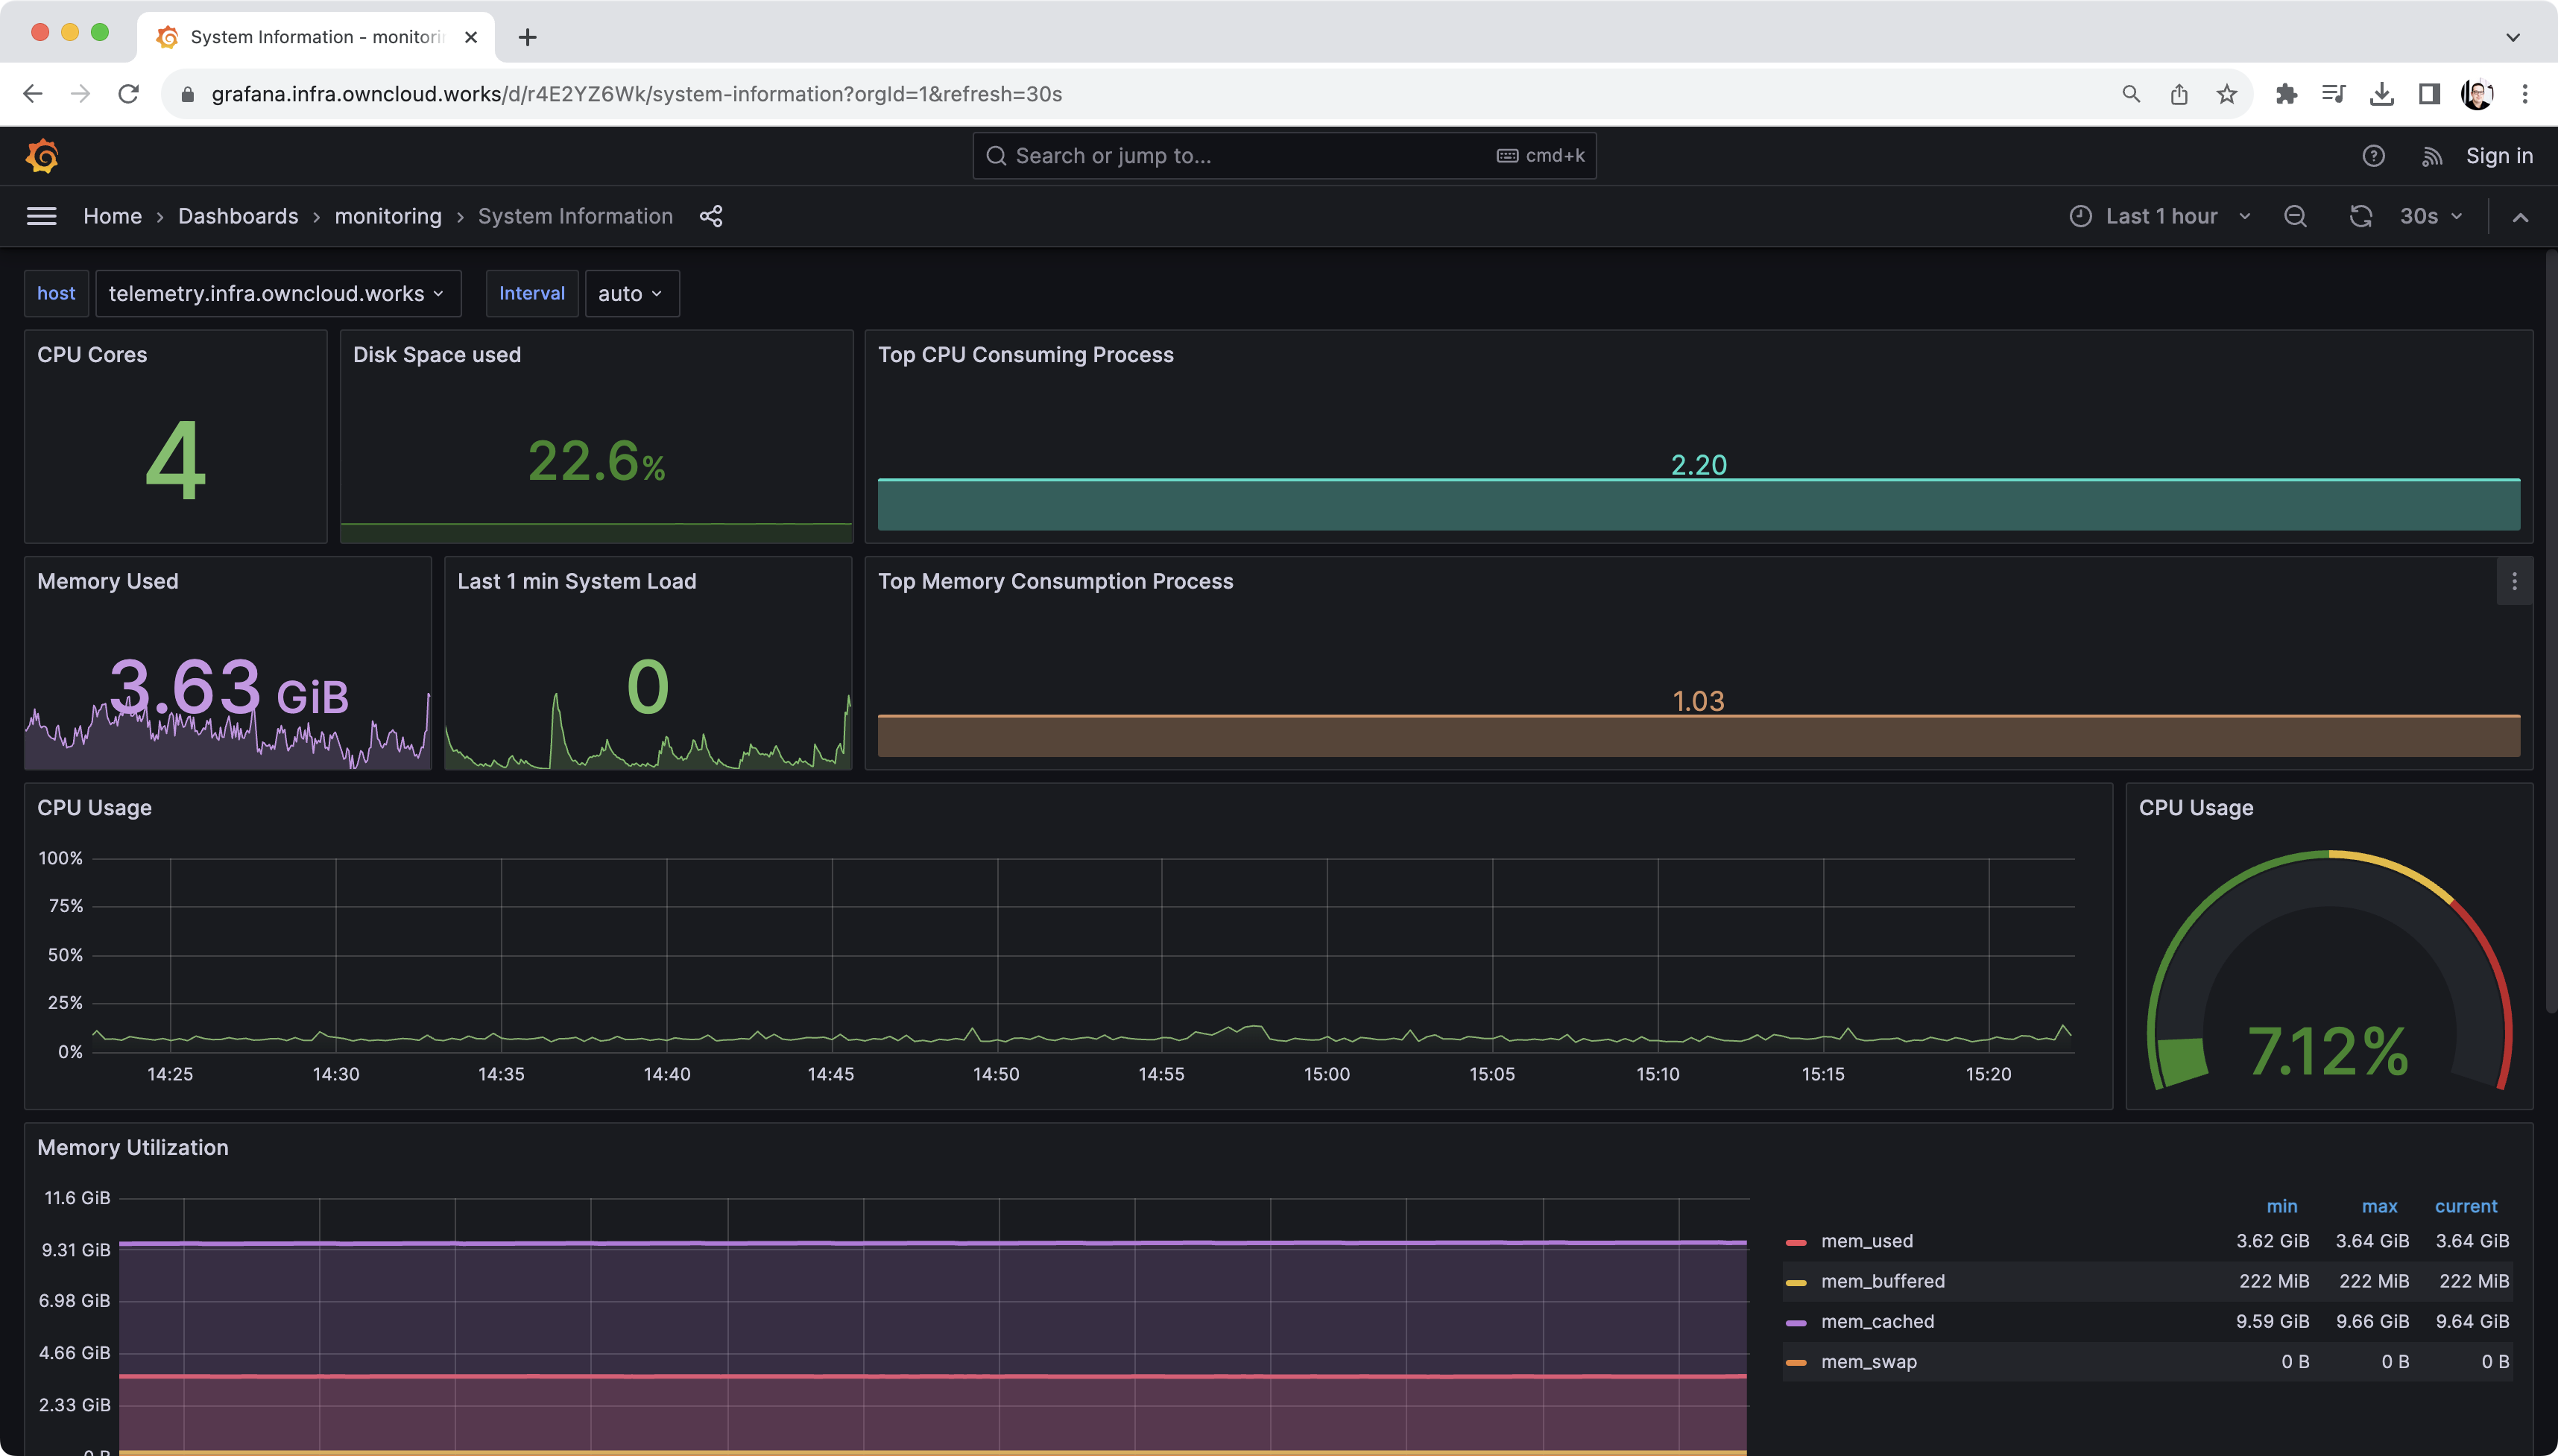 System Information - monitori
grafana.infra.owncloud.works/d/r4E2YZ6Wk/system-information?orgId=1&refresh=30s
Search or jump to... cmd+k Sign in
Home › Dashboards › monitoring › System Information Last 1 hour 30s
host telemetry.infra.owncloud.works Interval auto
CPU Cores
4
Disk Space used
22.6%
Top CPU Consuming Process
2.20
Memory Used
3.63 GiB
Last 1 min System Load
0
Top Memory Consumption Process
1.03
CPU Usage
100%
75%
50%
25%
0%
14:25 14:30 14:35 14:40 14:45 14:50 14:55 15:00 15:05 15:10 15:15 15:20
CPU Usage
7.12%
Memory Utilization
11.6 GiB
9.31 GiB
6.98 GiB
4.66 GiB
2.33 GiB
0 B
min max current
mem_used 3.62 GiB 3.64 GiB 3.64 GiB
mem_buffered 222 MiB 222 MiB 222 MiB
mem_cached 9.59 GiB 9.66 GiB 9.64 GiB
mem_swap 0 B 0 B 0 B